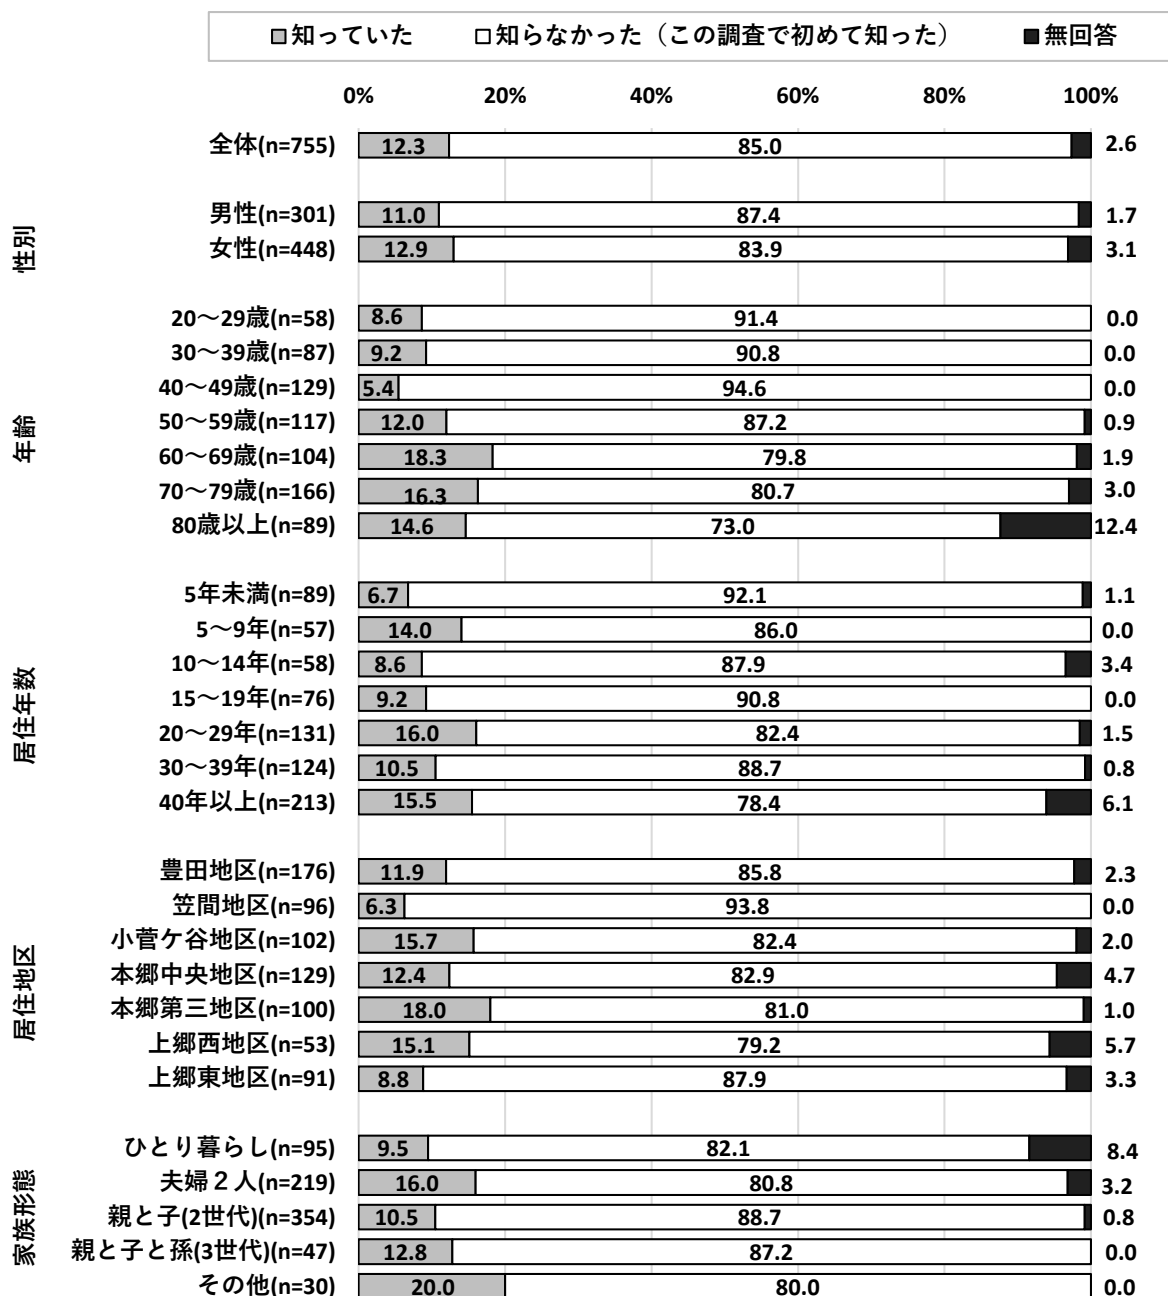 知っていた 知らなかった（この調査で初めて知った） 無回答
0% 20% 40% 60% 80% 100%
全体(n=755) 12.3 85.0 2.6
性別
男性(n=301) 11.0 87.4 1.7
女性(n=448) 12.9 83.9 3.1
年齢
20～29歳(n=58) 8.6 91.4 0.0
30～39歳(n=87) 9.2 90.8 0.0
40～49歳(n=129) 5.4 94.6 0.0
50～59歳(n=117) 12.0 87.2 0.9
60～69歳(n=104) 18.3 79.8 1.9
70～79歳(n=166) 16.3 80.7 3.0
80歳以上(n=89) 14.6 73.0 12.4
居住年数
5年未満(n=89) 6.7 92.1 1.1
5～9年(n=57) 14.0 86.0 0.0
10～14年(n=58) 8.6 87.9 3.4
15～19年(n=76) 9.2 90.8 0.0
20～29年(n=131) 16.0 82.4 1.5
30～39年(n=124) 10.5 88.7 0.8
40年以上(n=213) 15.5 78.4 6.1
居住地区
豊田地区(n=176) 11.9 85.8 2.3
笠間地区(n=96) 6.3 93.8 0.0
小菅ケ谷地区(n=102) 15.7 82.4 2.0
本郷中央地区(n=129) 12.4 82.9 4.7
本郷第三地区(n=100) 18.0 81.0 1.0
上郷西地区(n=53) 15.1 79.2 5.7
上郷東地区(n=91) 8.8 87.9 3.3
家族形態
ひとり暮らし(n=95) 9.5 82.1 8.4
夫婦２人(n=219) 16.0 80.8 3.2
親と子(2世代)(n=354) 10.5 88.7 0.8
親と子と孫(3世代)(n=47) 12.8 87.2 0.0
その他(n=30) 20.0 80.0 0.0